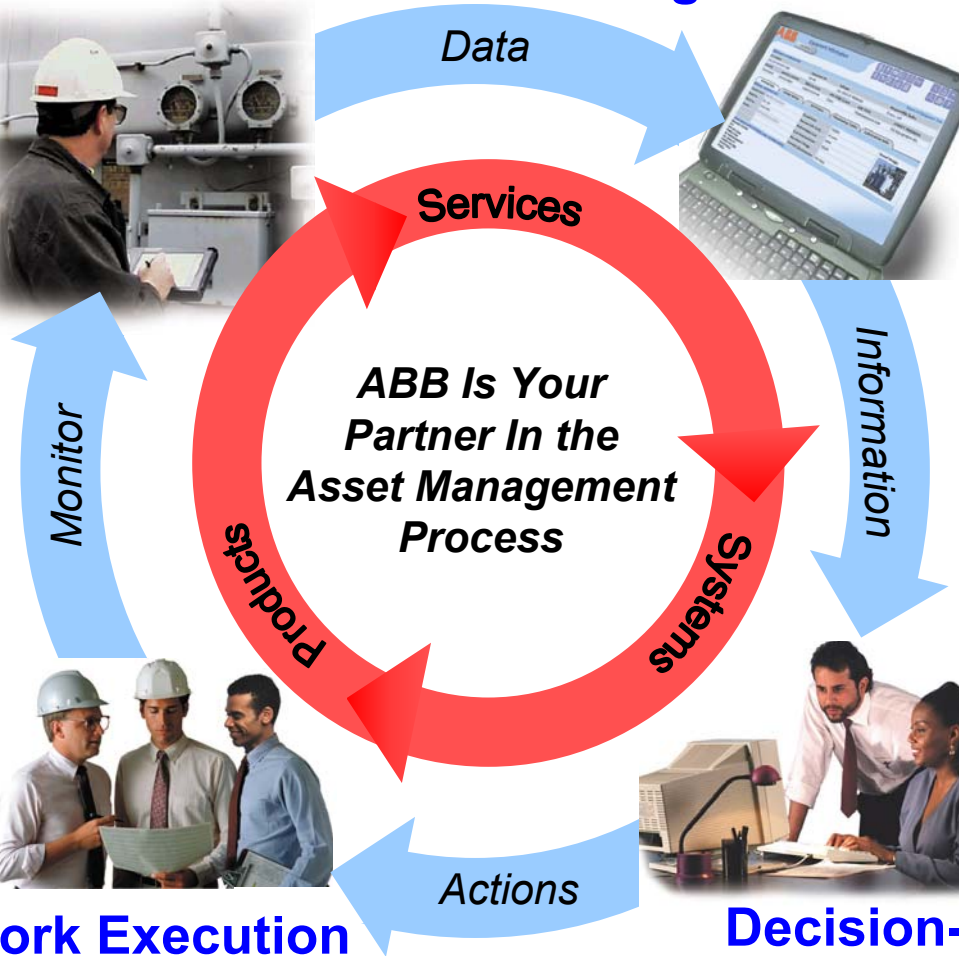 Data
ABB
Services
Information
ABB Is Your
Partner In the
Asset Management
Process
Monitor
Systems
Products
Actions
ork Execution
Decision-